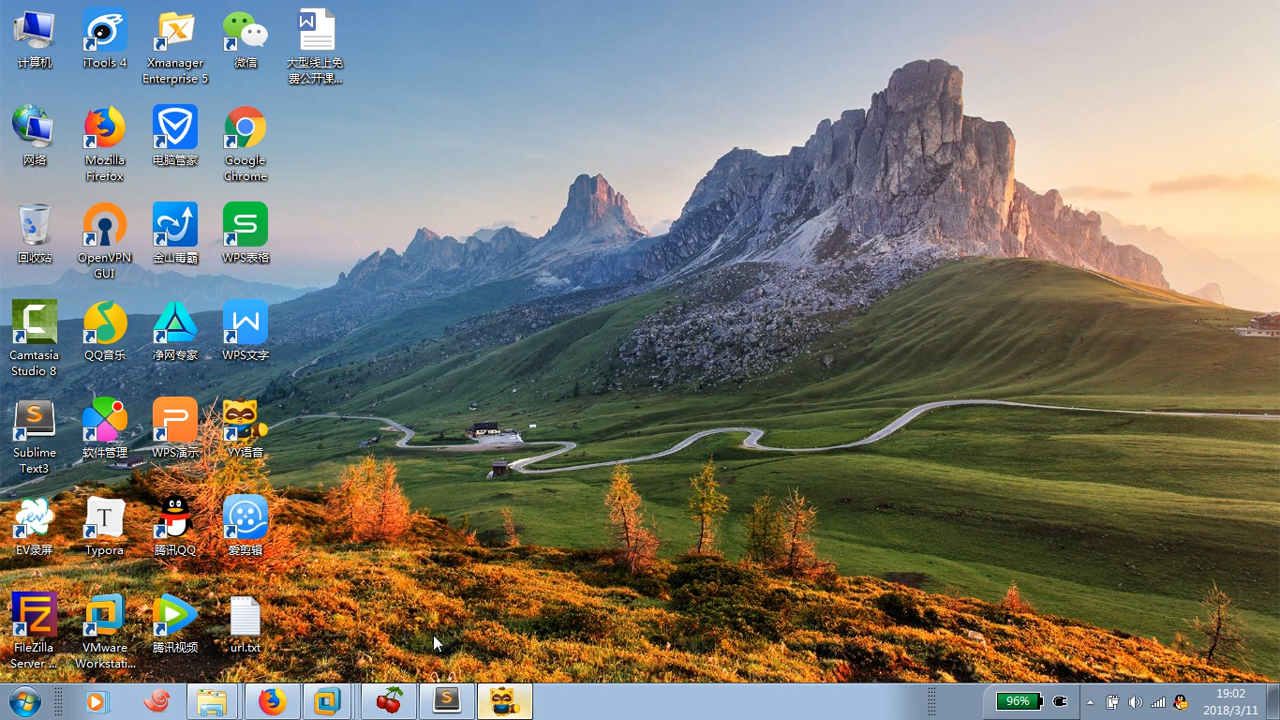 计算机
iTools 4
Xmanager
Enterprise 5
微信
大型线上免
费公开课...
网络
Mozilla
Firefox
电脑管家
Google
Chrome
回收站
OpenVPN
GUI
金山毒霸
WPS表格
Camtasia
Studio 8
QQ音乐
净网专家
WPS文字
Sublime
Text3
软件管理
WPS演示
YY语音
EV录屏
Typora
腾讯QQ
爱剪辑
FileZilla
Server ...
VMware
Workstati...
腾讯视频
url.txt
96%
19:02
2018/3/11